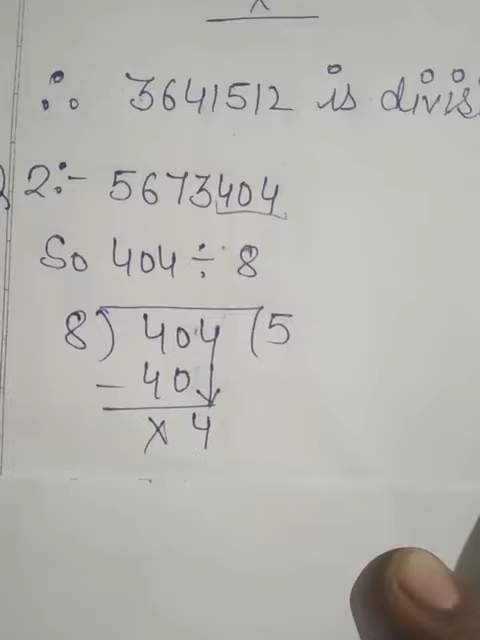 ∴ 3641512 is divis
2:- 5673404
So 404 ÷ 8
8) 404 (5
- 40
x 4